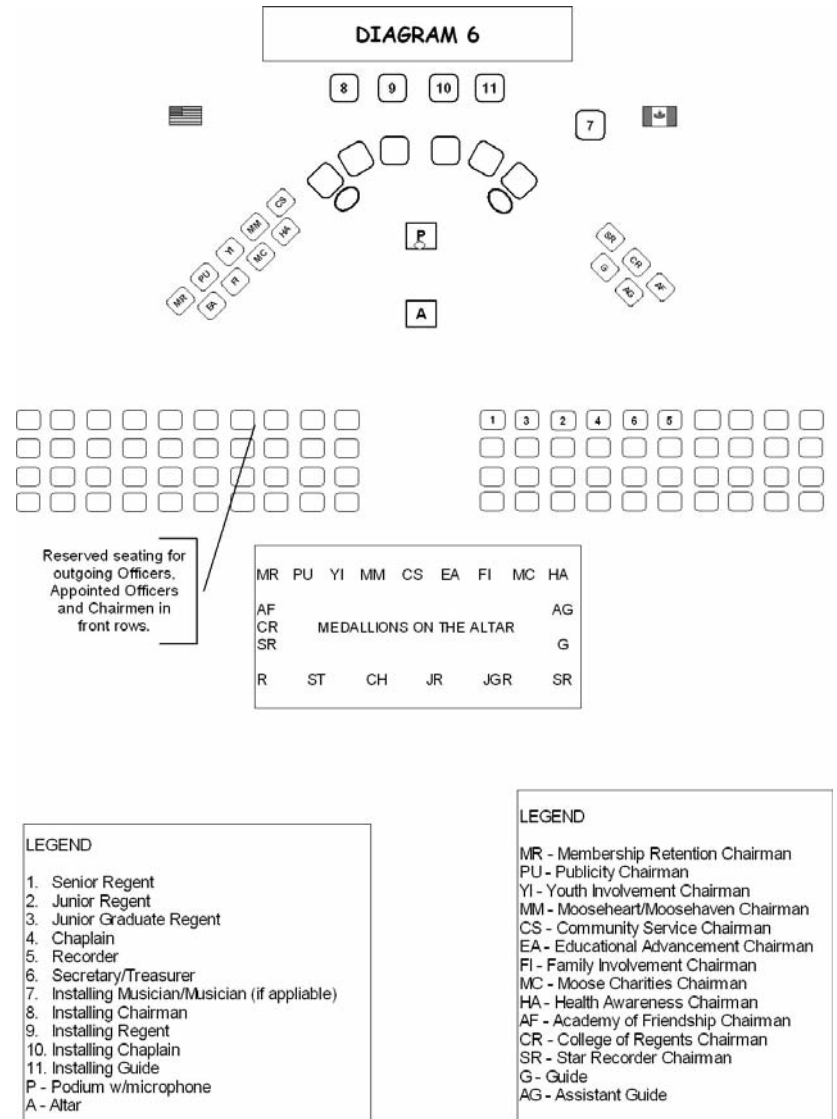 DIAGRAM 6
8 9 10 11
7
CS
MM HA
YI MC
PU FI
MR EA
SR
CR
G AF
AG
P
A
1 3 2 4 6 5
Reserved seating for
outgoing Officers,
Appointed Officers
and Chairmen in
front rows.
MR PU YI MM CS EA FI MC HA
AF AG
CR MEDALLIONS ON THE ALTAR
SR G
R ST CH JR JGR SR
LEGEND
1. Senior Regent
2. Junior Regent
3. Junior Graduate Regent
4. Chaplain
5. Recorder
6. Secretary/Treasurer
7. Installing Musician/Musician (if appliable)
8. Installing Chairman
9. Installing Regent
10. Installing Chaplain
11. Installing Guide
P - Podium w/microphone
A - Altar
LEGEND
MR - Membership Retention Chairman
PU - Publicity Chairman
YI - Youth Involvement Chairman
MM - Mooseheart/Moosehaven Chairman
CS - Community Service Chairman
EA - Educational Advancement Chairman
FI - Family Involvement Chairman
MC - Moose Charities Chairman
HA - Health Awareness Chairman
AF - Academy of Friendship Chairman
CR - College of Regents Chairman
SR - Star Recorder Chairman
G - Guide
AG - Assistant Guide